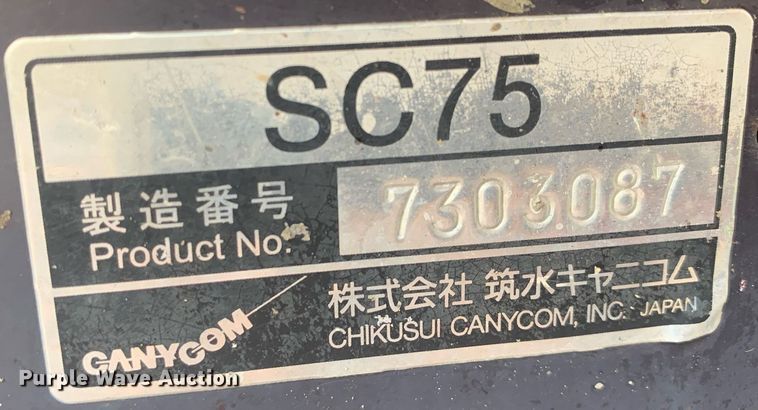 SC75
製造番号
Product No.
7303087
CANYCOM
株式会社 筑水キャニコム
CHIKUSUI CANYCOM, INC. JAPAN
Purple Wave Auction